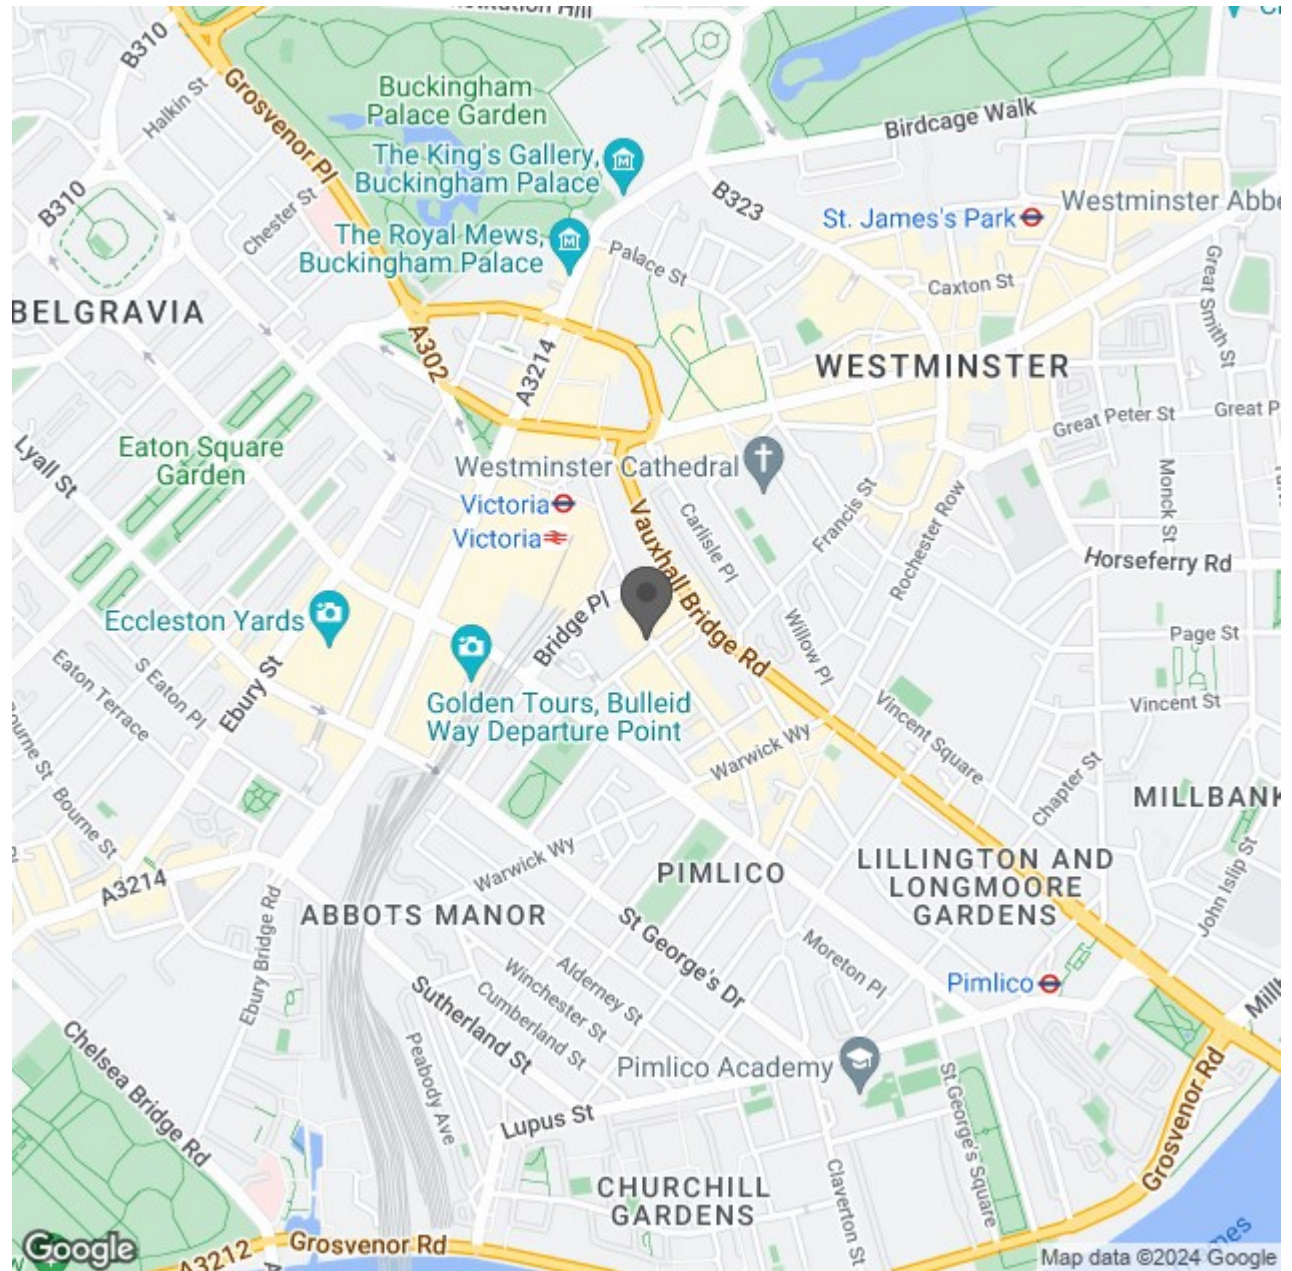 B310
Halkin St
Grosvenor Pl
Buckingham
Palace Garden
The King's Gallery,
Buckingham Palace
Birdcage Walk
B323
B310
Chester St
The Royal Mews,
Buckingham Palace
Palace St
St. James's Park
Westminster Abbe
Great Smith St
Caxton St
BELGRAVIA
A302
A3214
WESTMINSTER
Great Peter St
Great P
Lyall St
Eaton Square
Garden
Westminster Cathedral
Victoria
Victoria
Vauxhall Bridge Rd
Carlisle Pl
Francis St
Rochester Row
Monck St
Horseferry Rd
Eccleston Yards
Bridge Pl
Willow Pl
Page St
Eaton Terrace
S Eaton Pl
Ebury St
Golden Tours, Bulleid
Way Departure Point
Vincent St
Vincent Square
Warwick Wy
Bourne St
Chapter St
MILLBANK
Warwick Wy
PIMLICO
LILLINGTON AND
LONGMOORE
GARDENS
John Islip St
A3214
Ebury Bridge Rd
ABBOTS MANOR
St George's Dr
Moreton Pl
Alderney St
Winchester St
Cumberland St
Sutherland St
Pimlico
Chelsea Bridge Rd
Peabody Ave
Pimlico Academy
Lupus St
St.George's Square
Grosvenor Rd
Claverton St
CHURCHILL
GARDENS
Google
A3212
Grosvenor Rd
Map data ©2024 Google